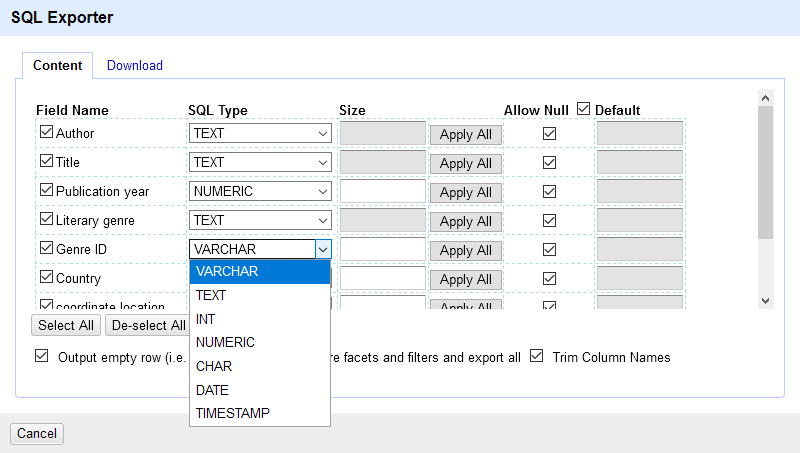 SQL Exporter
Content Download
Field Name SQL Type Size Allow Null Default
Author TEXT Apply All
Title TEXT Apply All
Publication year NUMERIC Apply All
Literary genre TEXT Apply All
Genre ID VARCHAR Apply All
Country Apply All
coordinate location Apply All
VARCHAR
TEXT
INT
NUMERIC
CHAR
DATE
TIMESTAMP
Select All De-select All
Output empty row (i.e. re facets and filters and export all Trim Column Names
Cancel